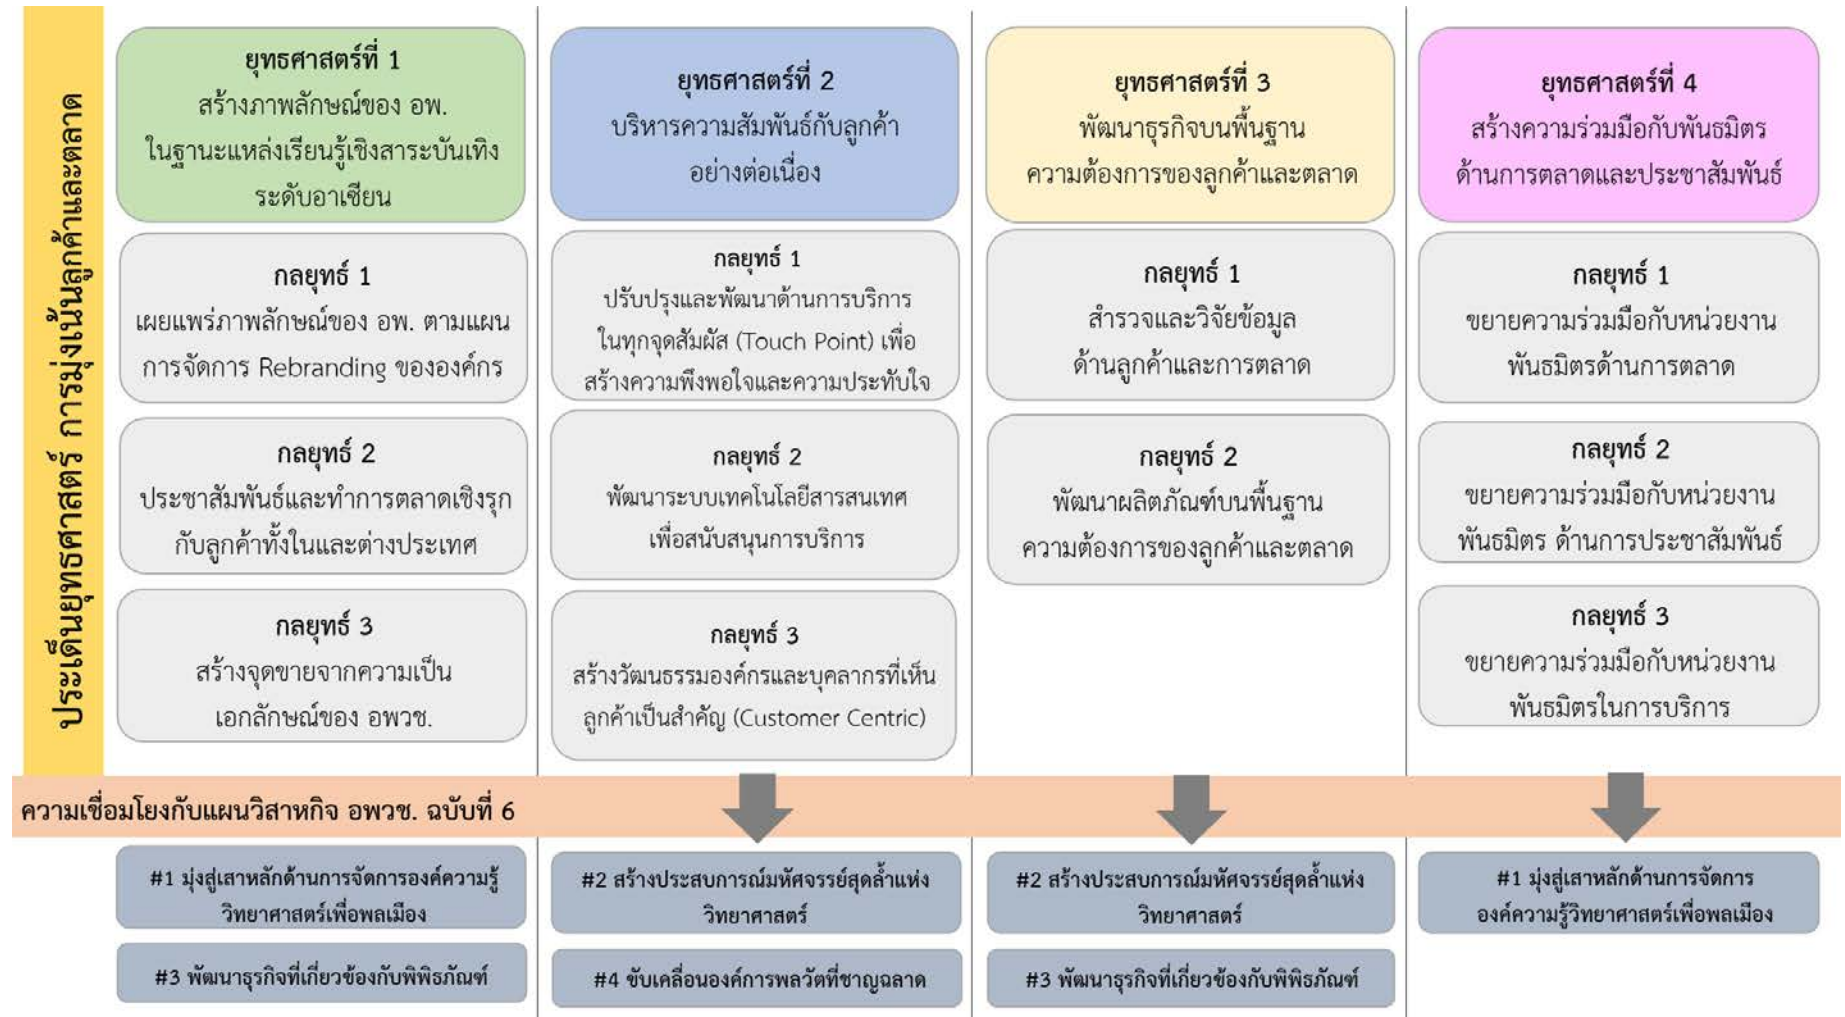 ประเด็นยุทธศาสตร์ การมุ่งเน้นลูกค้าและตลาด
ยุทธศาสตร์ที่ 1
สร้างภาพลักษณ์ของ อพ.
ในฐานะแหล่งเรียนรู้เชิงสาระบันเทิง
ระดับอาเซียน
กลยุทธ์ 1
เผยแพร่ภาพลักษณ์ของ อพ. ตามแผน
การจัดการ Rebranding ขององค์กร
กลยุทธ์ 2
ประชาสัมพันธ์และทำการตลาดเชิงรุก
กับลูกค้าทั้งในและต่างประเทศ
กลยุทธ์ 3
สร้างจุดขายจากความเป็น
เอกลักษณ์ของ อพวช.
ยุทธศาสตร์ที่ 2
บริหารความสัมพันธ์กับลูกค้า
อย่างต่อเนื่อง
กลยุทธ์ 1
ปรับปรุงและพัฒนาด้านการบริการ
ในทุกจุดสัมผัส (Touch Point) เพื่อ
สร้างความพึงพอใจและความประทับใจ
กลยุทธ์ 2
พัฒนาระบบเทคโนโลยีสารสนเทศ
เพื่อสนับสนุนการบริการ
กลยุทธ์ 3
สร้างวัฒนธรรมองค์กรและบุคลากรที่เห็น
ลูกค้าเป็นสำคัญ (Customer Centric)
ยุทธศาสตร์ที่ 3
พัฒนาธุรกิจบนพื้นฐาน
ความต้องการของลูกค้าและตลาด
กลยุทธ์ 1
สำรวจและวิจัยข้อมูล
ด้านลูกค้าและการตลาด
กลยุทธ์ 2
พัฒนาผลิตภัณฑ์บนพื้นฐาน
ความต้องการของลูกค้าและตลาด
ยุทธศาสตร์ที่ 4
สร้างความร่วมมือกับพันธมิตร
ด้านการตลาดและประชาสัมพันธ์
กลยุทธ์ 1
ขยายความร่วมมือกับหน่วยงาน
พันธมิตรด้านการตลาด
กลยุทธ์ 2
ขยายความร่วมมือกับหน่วยงาน
พันธมิตร ด้านการประชาสัมพันธ์
กลยุทธ์ 3
ขยายความร่วมมือกับหน่วยงาน
พันธมิตรในการบริการ
ความเชื่อมโยงกับแผนวิสาหกิจ อพวช. ฉบับที่ 6
#1 มุ่งสู่เสาหลักด้านการจัดการองค์ความรู้
วิทยาศาสตร์เพื่อพลเมือง
#3 พัฒนาธุรกิจที่เกี่ยวข้องกับพิพิธภัณฑ์
#2 สร้างประสบการณ์มหัศจรรย์สุดล้ำแห่ง
วิทยาศาสตร์
#4 ขับเคลื่อนองค์การพลวัตที่ชาญฉลาด
#2 สร้างประสบการณ์มหัศจรรย์สุดล้ำแห่ง
วิทยาศาสตร์
#3 พัฒนาธุรกิจที่เกี่ยวข้องกับพิพิธภัณฑ์
#1 มุ่งสู่เสาหลักด้านการจัดการ
องค์ความรู้วิทยาศาสตร์เพื่อพลเมือง